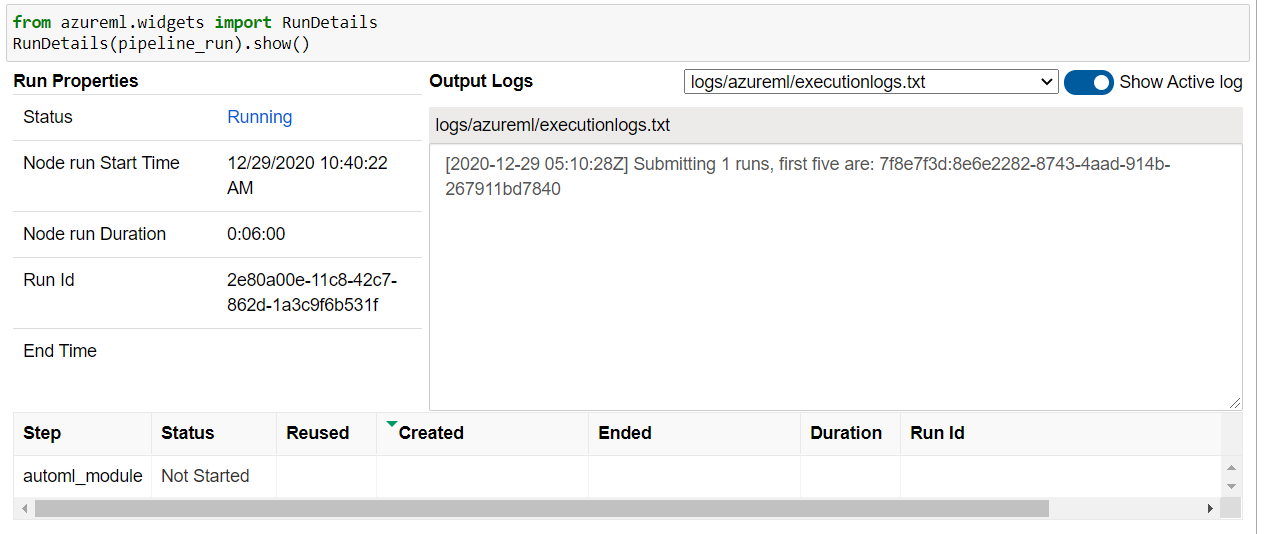 from azureml.widgets import RunDetails
RunDetails(pipeline_run).show()
Run Properties
Status Running
Node run Start Time 12/29/2020 10:40:22
AM
Node run Duration 0:06:00
Run Id 2e80a00e-11c8-42c7-
862d-1a3c9f6b531f
End Time
Output Logs logs/azureml/executionlogs.txt Show Active log
logs/azureml/executionlogs.txt
[2020-12-29 05:10:28Z] Submitting 1 runs, first five are: 7f8e7f3d:8e6e2282-8743-4aad-914b-
267911bd7840
Step Status Reused Created Ended Duration Run Id
automl_module Not Started